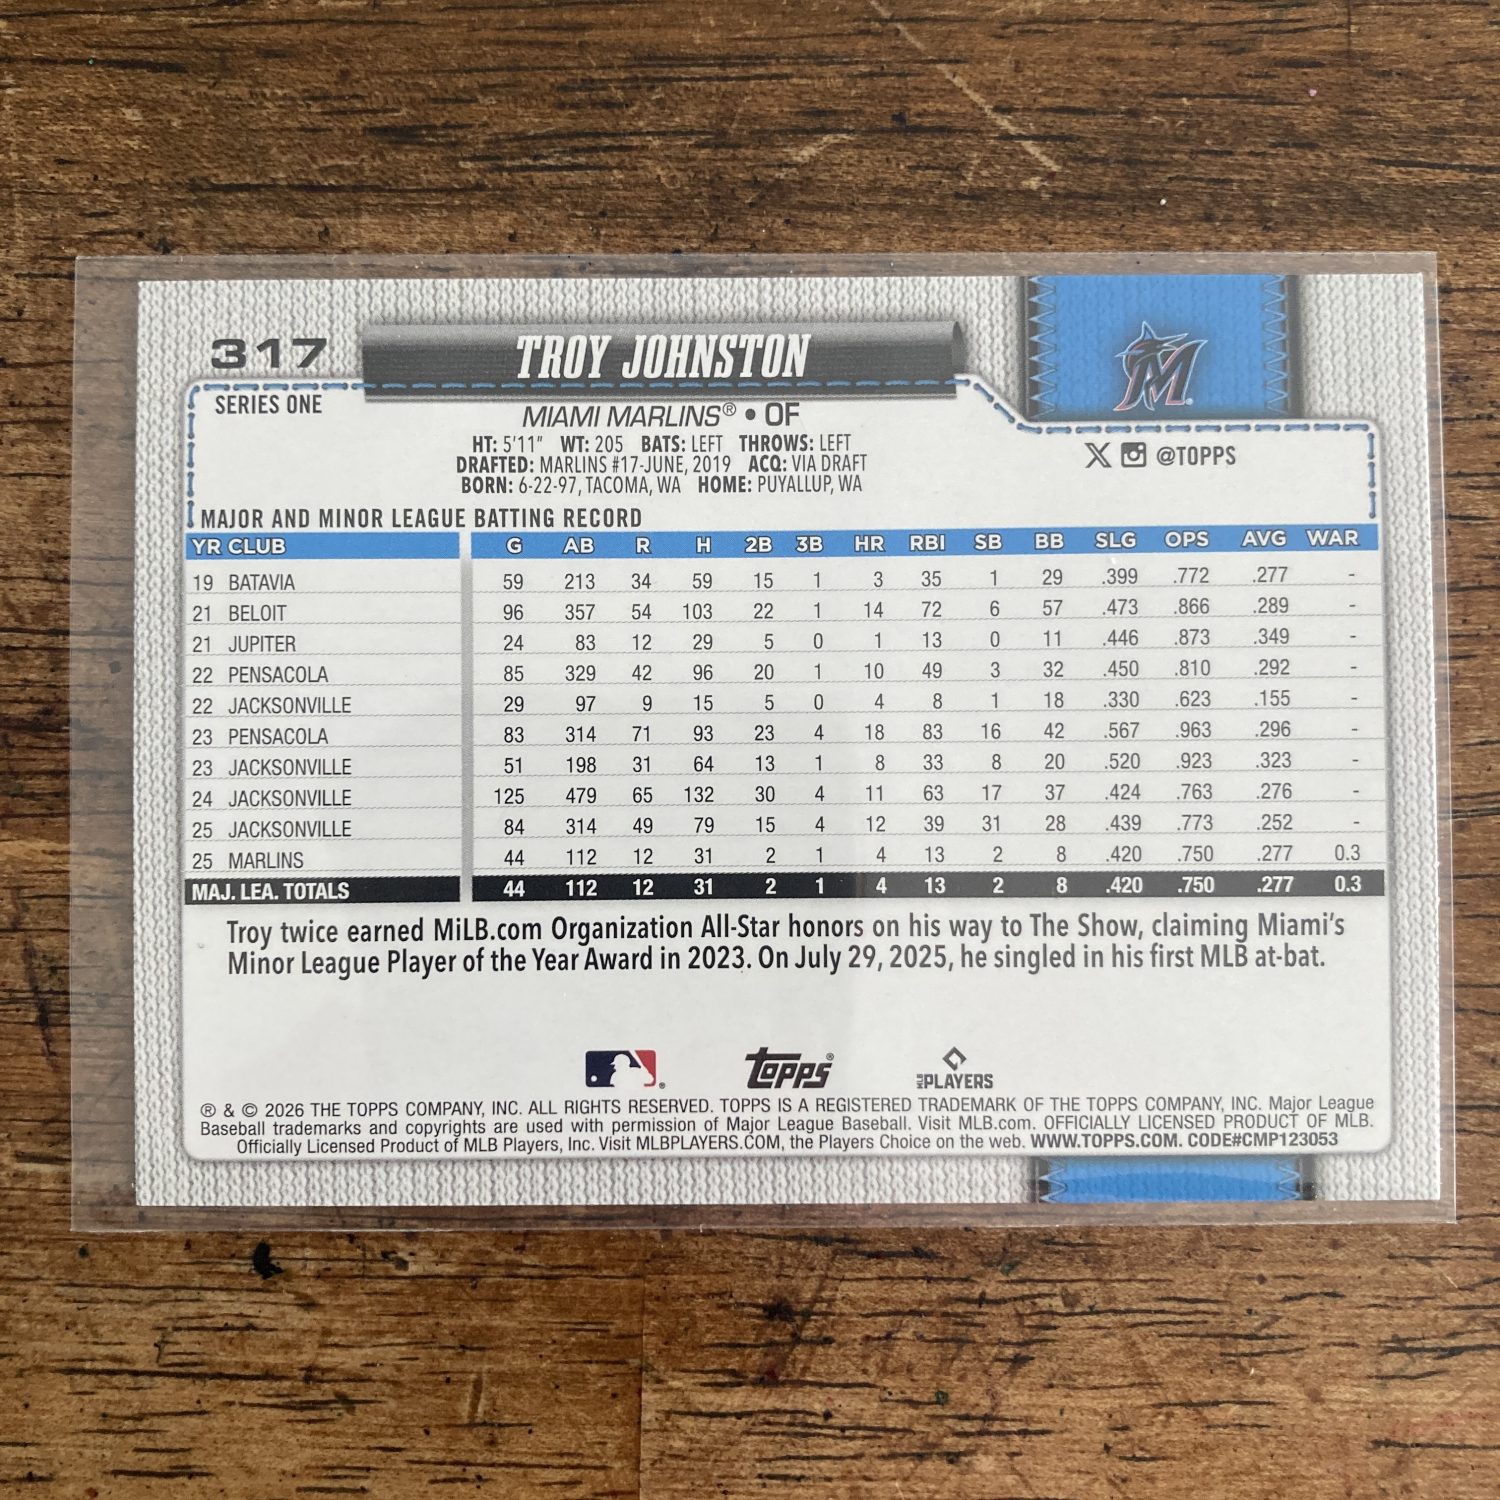 317
TROY JOHNSTON
SERIES ONE
MIAMI MARLINS® • OF
HT: 5'11" WT: 205 BATS: LEFT THROWS: LEFT
DRAFTED: MARLINS #17-JUNE, 2019 ACQ: VIA DRAFT
BORN: 6-22-97, TACOMA, WA HOME: PUYALLUP, WA
M
X @TOPPS
MAJOR AND MINOR LEAGUE BATTING RECORD
YR CLUB G AB R H 2B 3B HR RBI SB BB SLG OPS AVG WAR
19 BATAVIA 59 213 34 59 15 1 3 35 1 29 .399 .772 .277 -
21 BELOIT 96 357 54 103 22 1 14 72 6 57 .473 .866 .289 -
21 JUPITER 24 83 12 29 5 0 1 13 0 11 .446 .873 .349 -
22 PENSACOLA 85 329 42 96 20 1 10 49 3 32 .450 .810 .292 -
22 JACKSONVILLE 29 97 9 15 5 0 4 8 1 18 .330 .623 .155 -
23 PENSACOLA 83 314 71 93 23 4 18 83 16 42 .567 .963 .296 -
23 JACKSONVILLE 51 198 31 64 13 1 8 33 8 20 .520 .923 .323 -
24 JACKSONVILLE 125 479 65 132 30 4 11 63 17 37 .424 .763 .276 -
25 JACKSONVILLE 84 314 49 79 15 4 12 39 31 28 .439 .773 .252 -
25 MARLINS 44 112 12 31 2 1 4 13 2 8 .420 .750 .277 0.3
MAJ. LEA. TOTALS 44 112 12 31 2 1 4 13 2 8 .420 .750 .277 0.3
Troy twice earned MiLB.com Organization All-Star honors on his way to The Show, claiming Miami's
Minor League Player of the Year Award in 2023. On July 29, 2025, he singled in his first MLB at-bat.
Topps® MLB PLAYERS
® & © 2026 THE TOPPS COMPANY, INC. ALL RIGHTS RESERVED. TOPPS IS A REGISTERED TRADEMARK OF THE TOPPS COMPANY, INC. Major League
Baseball trademarks and copyrights are used with permission of Major League Baseball. Visit MLB.com. OFFICIALLY LICENSED PRODUCT OF MLB.
Officially Licensed Product of MLB Players, Inc. Visit MLBPLAYERS.COM, the Players Choice on the web. WWW.TOPPS.COM. CODE#CMP123053